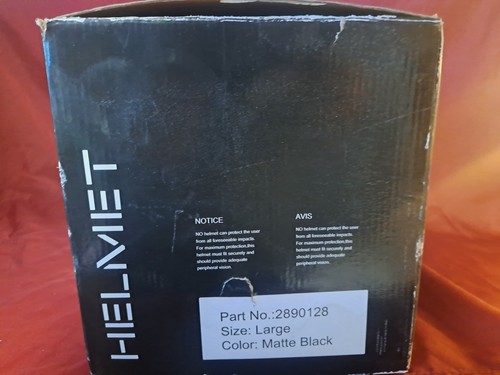 HELMET
NOTICE
NO helmet can protect the user
from all foreseeable impacts.
For maximum protection,this
helmet must fit securely and
should provide adequate
peripheral vision.
AVIS
NO helmet can protect the user
from all foreseeable impacts.
For maximum protection,this
helmet must fit securely and
should provide adequate
peripheral vision.
Part No.:2890128
Size: Large
Color: Matte Black